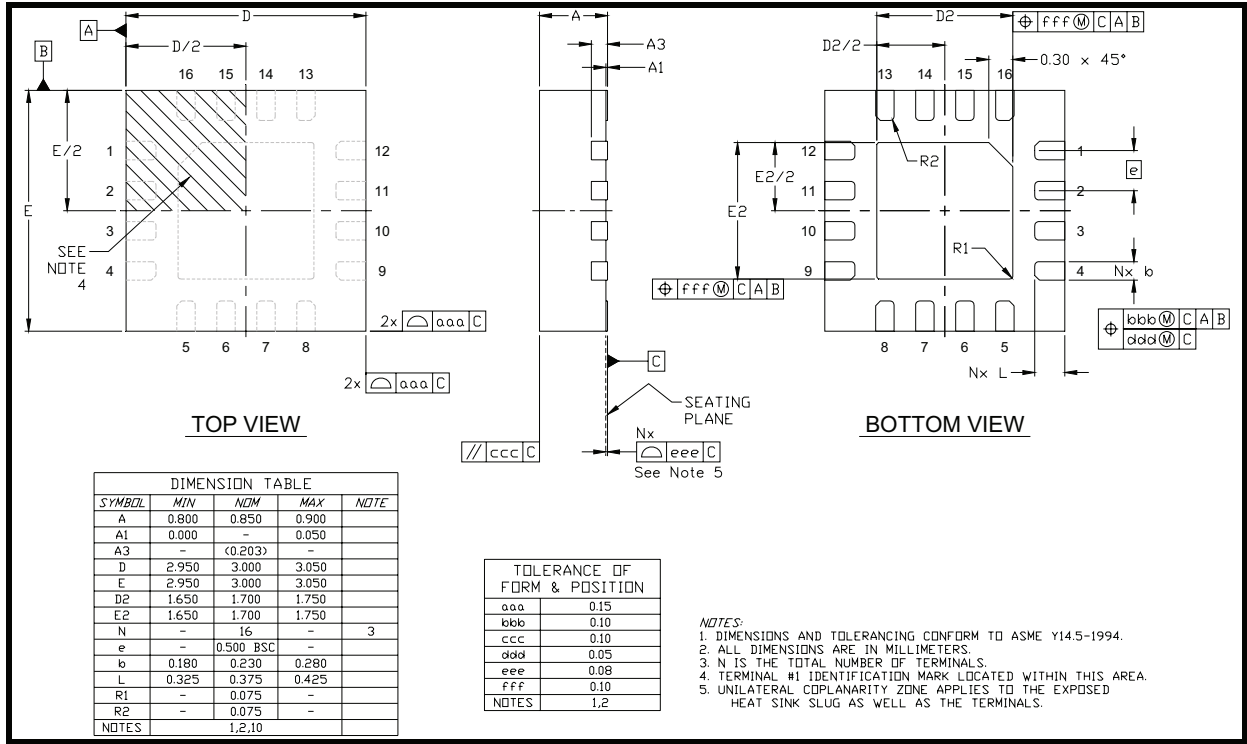 D
A
D/2
B
16 15 14 13
E/2
E
1
2
3
4
12
11
10
9
SEE
NOTE
4
5 6 7 8
2x aaa C
2x aaa C
TOP VIEW
A
A3
A1
C
SEATING
PLANE
// ccc C
Nx
eee C
See Note 5
D2
fff Ⓜ C A B
D2/2
0.30 x 45°
13 14 15 16
R2
12
11
10
9
E2/2
E2
R1
1
2
3
4
e
Nx b
fff Ⓜ C A B
bbb Ⓜ C A B
ddd Ⓜ C
8 7 6 5
Nx L
BOTTOM VIEW
DIMENSION TABLE
SYMBOL MIN NOM MAX NOTE
A 0.800 0.850 0.900
A1 0.000 - 0.050
A3 - (0.203) -
D 2.950 3.000 3.050
E 2.950 3.000 3.050
D2 1.650 1.700 1.750
E2 1.650 1.700 1.750
N - 16 - 3
e - 0.500 BSC -
b 0.180 0.230 0.280
L 0.325 0.375 0.425
R1 - 0.075 -
R2 - 0.075 -
NOTES 1,2,10
TOLERANCE OF
FORM & POSITION
aaa 0.15
bbb 0.10
ccc 0.10
ddd 0.05
eee 0.08
fff 0.10
NOTES 1,2
NOTES:
1. DIMENSIONS AND TOLERANCING CONFORM TO ASME Y14.5-1994.
2. ALL DIMENSIONS ARE IN MILLIMETERS.
3. N IS THE TOTAL NUMBER OF TERMINALS.
4. TERMINAL #1 IDENTIFICATION MARK LOCATED WITHIN THIS AREA.
5. UNILATERAL COPLANARITY ZONE APPLIES TO THE EXPOSED
HEAT SINK SLUG AS WELL AS THE TERMINALS.